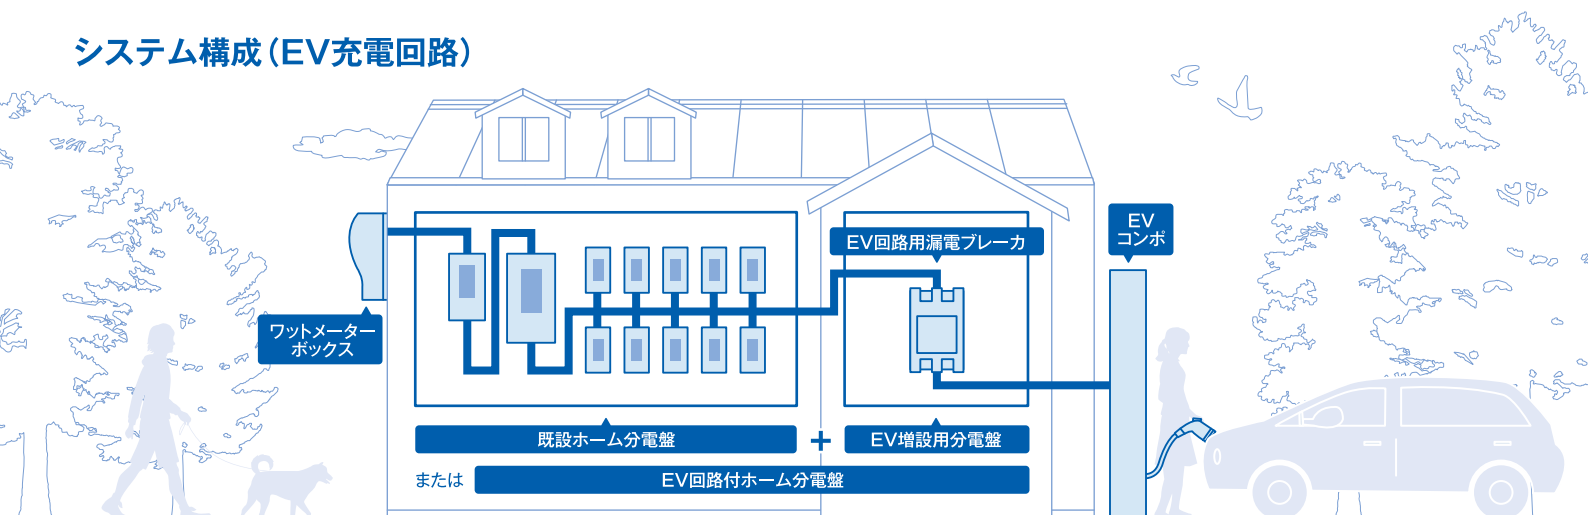 システム構成（EV充電回路）
EV
コンポ
EV回路用漏電ブレーカ
ワットメーター
ボックス
既設ホーム分電盤
+
EV増設用分電盤
または
EV回路付ホーム分電盤